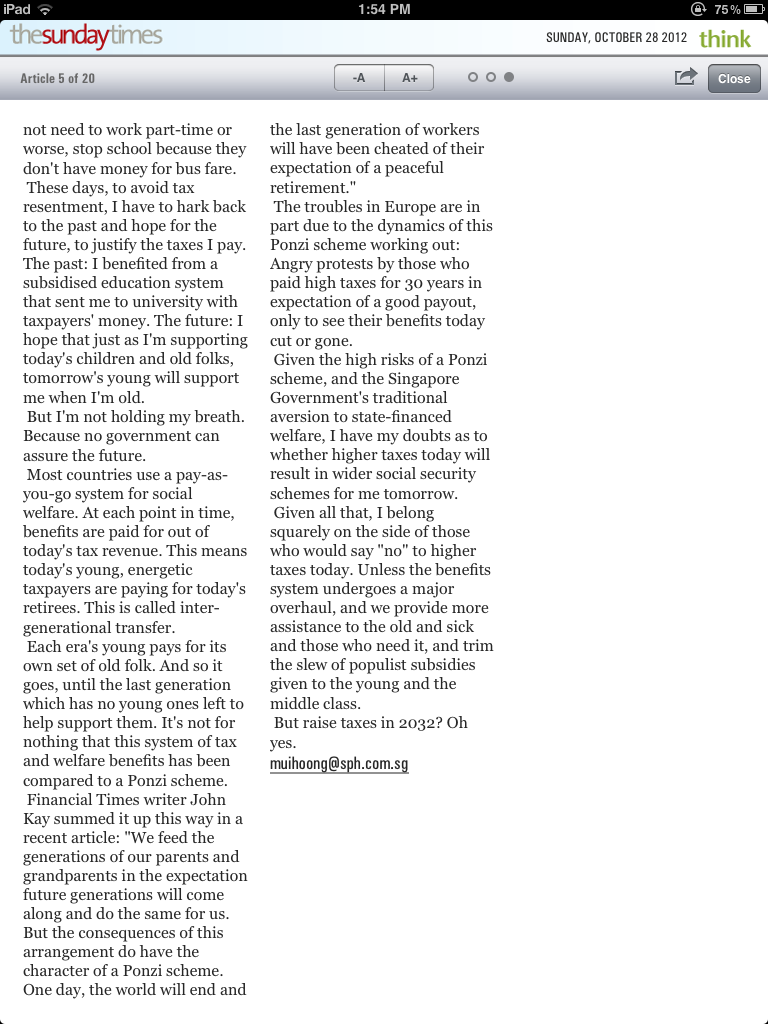 iPad
1:54 PM
75%
thesundaytimes
SUNDAY, OCTOBER 28 2012
think
Article 5 of 20
-A
A+
Close
not need to work part-time or
worse, stop school because they
don't have money for bus fare.
These days, to avoid tax
resentment, I have to hark back
to the past and hope for the
future, to justify the taxes I pay.
The past: I benefited from a
subsidised education system
that sent me to university with
taxpayers' money. The future: I
hope that just as I'm supporting
today's children and old folks,
tomorrow's young will support
me when I'm old.
But I'm not holding my breath.
Because no government can
assure the future.
Most countries use a pay-as-
you-go system for social
welfare. At each point in time,
benefits are paid for out of
today's tax revenue. This means
today's young, energetic
taxpayers are paying for today's
retirees. This is called inter-
generational transfer.
Each era's young pays for its
own set of old folk. And so it
goes, until the last generation
which has no young ones left to
help support them. It's not for
nothing that this system of tax
and welfare benefits has been
compared to a Ponzi scheme.
Financial Times writer John
Kay summed it up this way in a
recent article: "We feed the
generations of our parents and
grandparents in the expectation
future generations will come
along and do the same for us.
But the consequences of this
arrangement do have the
character of a Ponzi scheme.
One day, the world will end and
the last generation of workers
will have been cheated of their
expectation of a peaceful
retirement."
The troubles in Europe are in
part due to the dynamics of this
Ponzi scheme working out:
Angry protests by those who
paid high taxes for 30 years in
expectation of a good payout,
only to see their benefits today
cut or gone.
Given the high risks of a Ponzi
scheme, and the Singapore
Government's traditional
aversion to state-financed
welfare, I have my doubts as to
whether higher taxes today will
result in wider social security
schemes for me tomorrow.
Given all that, I belong
squarely on the side of those
who would say "no" to higher
taxes today. Unless the benefits
system undergoes a major
overhaul, and we provide more
assistance to the old and sick
and those who need it, and trim
the slew of populist subsidies
given to the young and the
middle class.
But raise taxes in 2032? Oh
yes.
muihoong@sph.com.sg